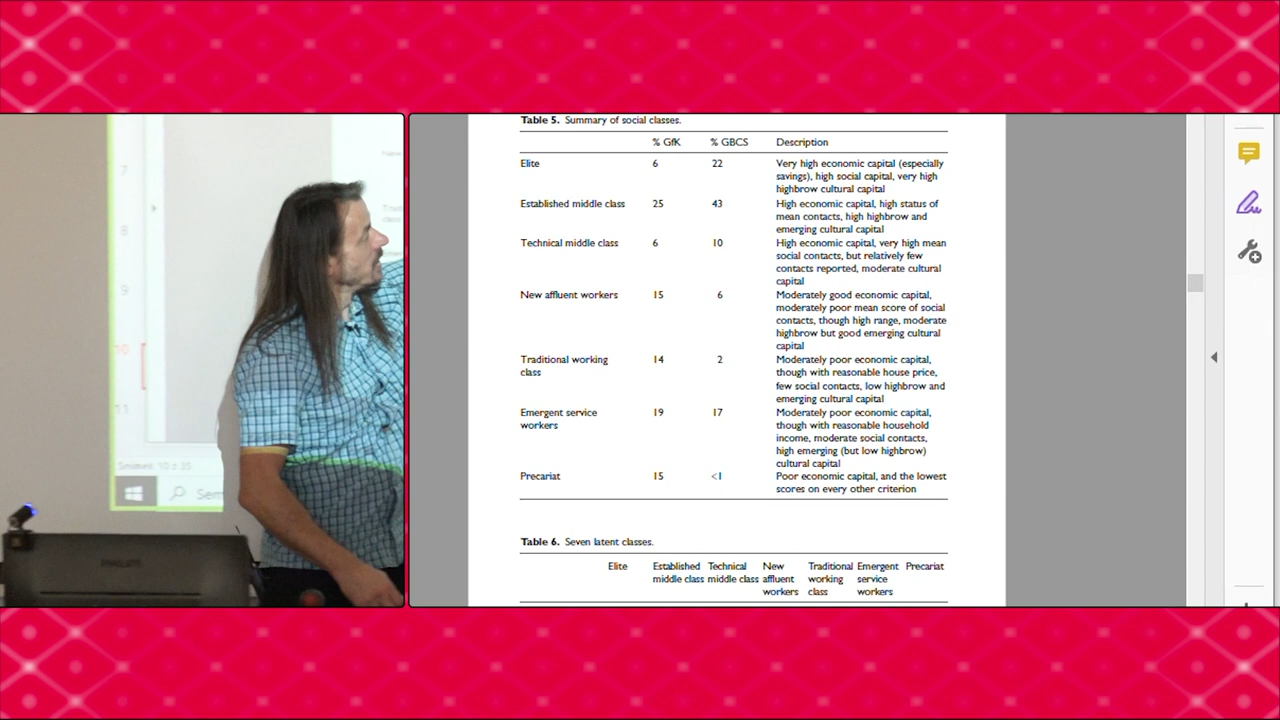 7
8
9
10
11
Snímek: 10 z 35
Table 5. Summary of social classes.
% GfK % GBCS Description
Elite 6 22 Very high economic capital (especially
savings), high social capital, very high
highbrow cultural capital
Established middle class 25 43 High economic capital, high status of
mean contacts, high highbrow and
emerging cultural capital
Technical middle class 6 10 High economic capital, very high mean
social contacts, but relatively few
contacts reported, moderate cultural
capital
New affluent workers 15 6 Moderately good economic capital,
moderately poor mean score of social
contacts, though high range, moderate
highbrow but good emerging cultural
capital
Traditional working 14 2 Moderately poor economic capital,
class though with reasonable house price,
few social contacts, low highbrow and
emerging cultural capital
Emergent service 19 17 Moderately poor economic capital,
workers though with reasonable household
income, moderate social contacts,
high emerging (but low highbrow)
cultural capital
Precariat 15 <1 Poor economic capital, and the lowest
scores on every other criterion
Table 6. Seven latent classes.
Elite Established Technical New Traditional Emergent Precariat
middle class middle class affluent working service
workers class workers